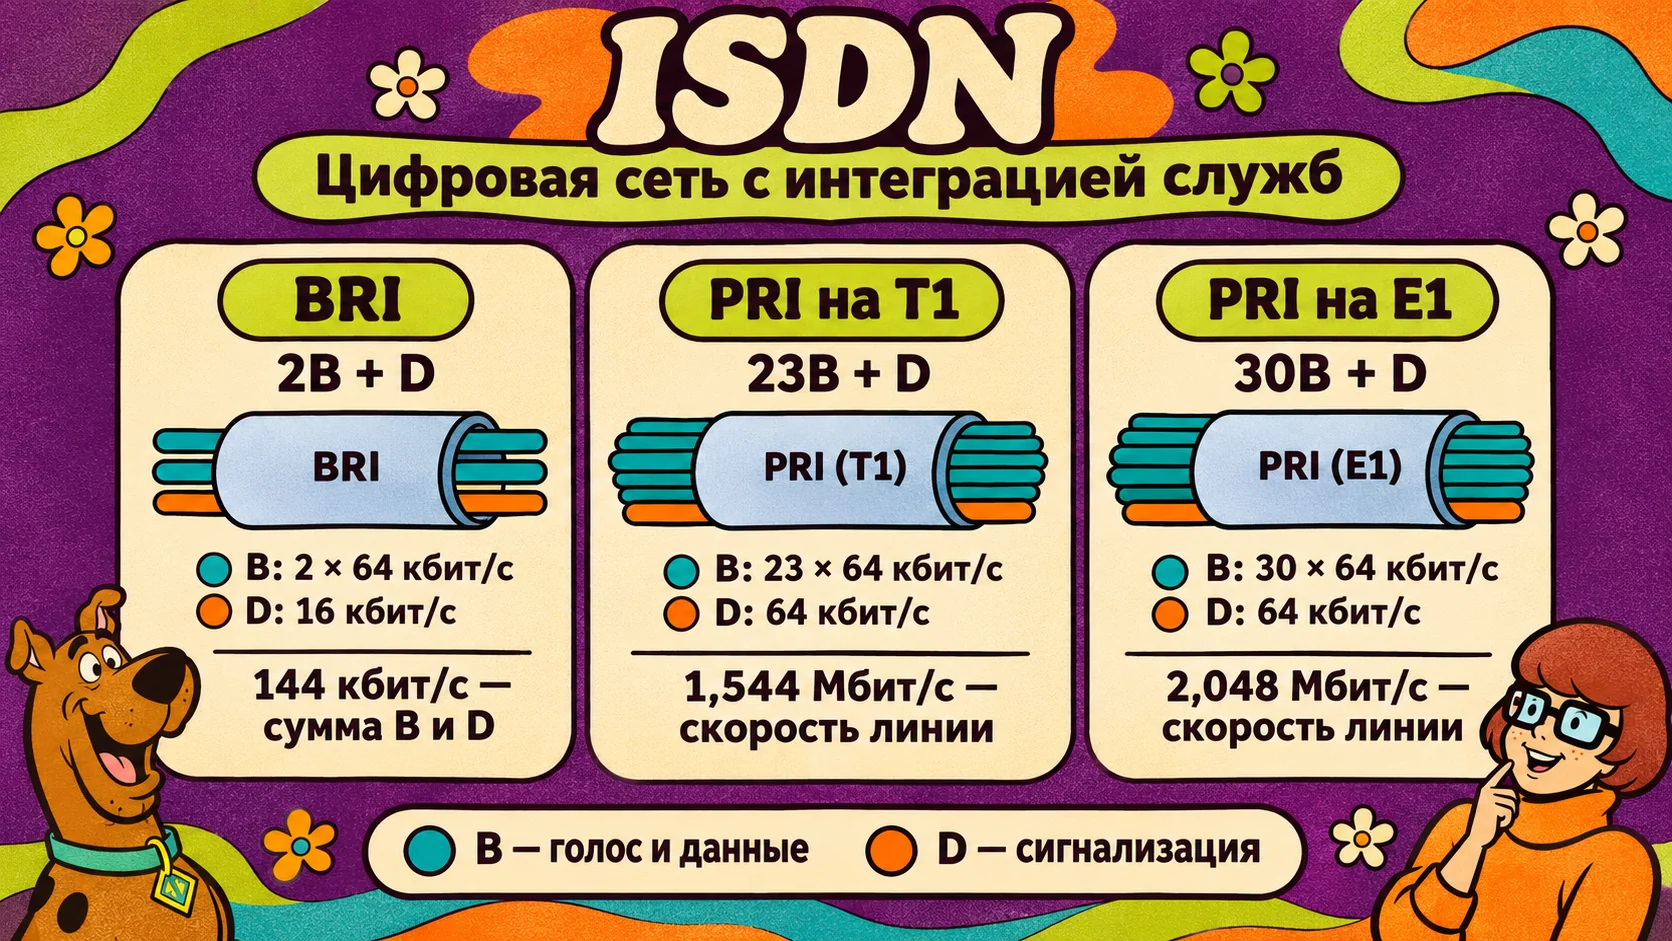 ISDN
Цифровая сеть с интеграцией служб
BRI
2B + D
BRI
B: 2 × 64 кбит/с
D: 16 кбит/с
144 кбит/с —
сумма B и D
PRI на T1
23B + D
PRI (T1)
B: 23 × 64 кбит/с
D: 64 кбит/с
1,544 Мбит/с —
скорость линии
PRI на E1
30B + D
PRI (E1)
B: 30 × 64 кбит/с
D: 64 кбит/с
2,048 Мбит/с —
скорость линии
B — голос и данные
D — сигнализация